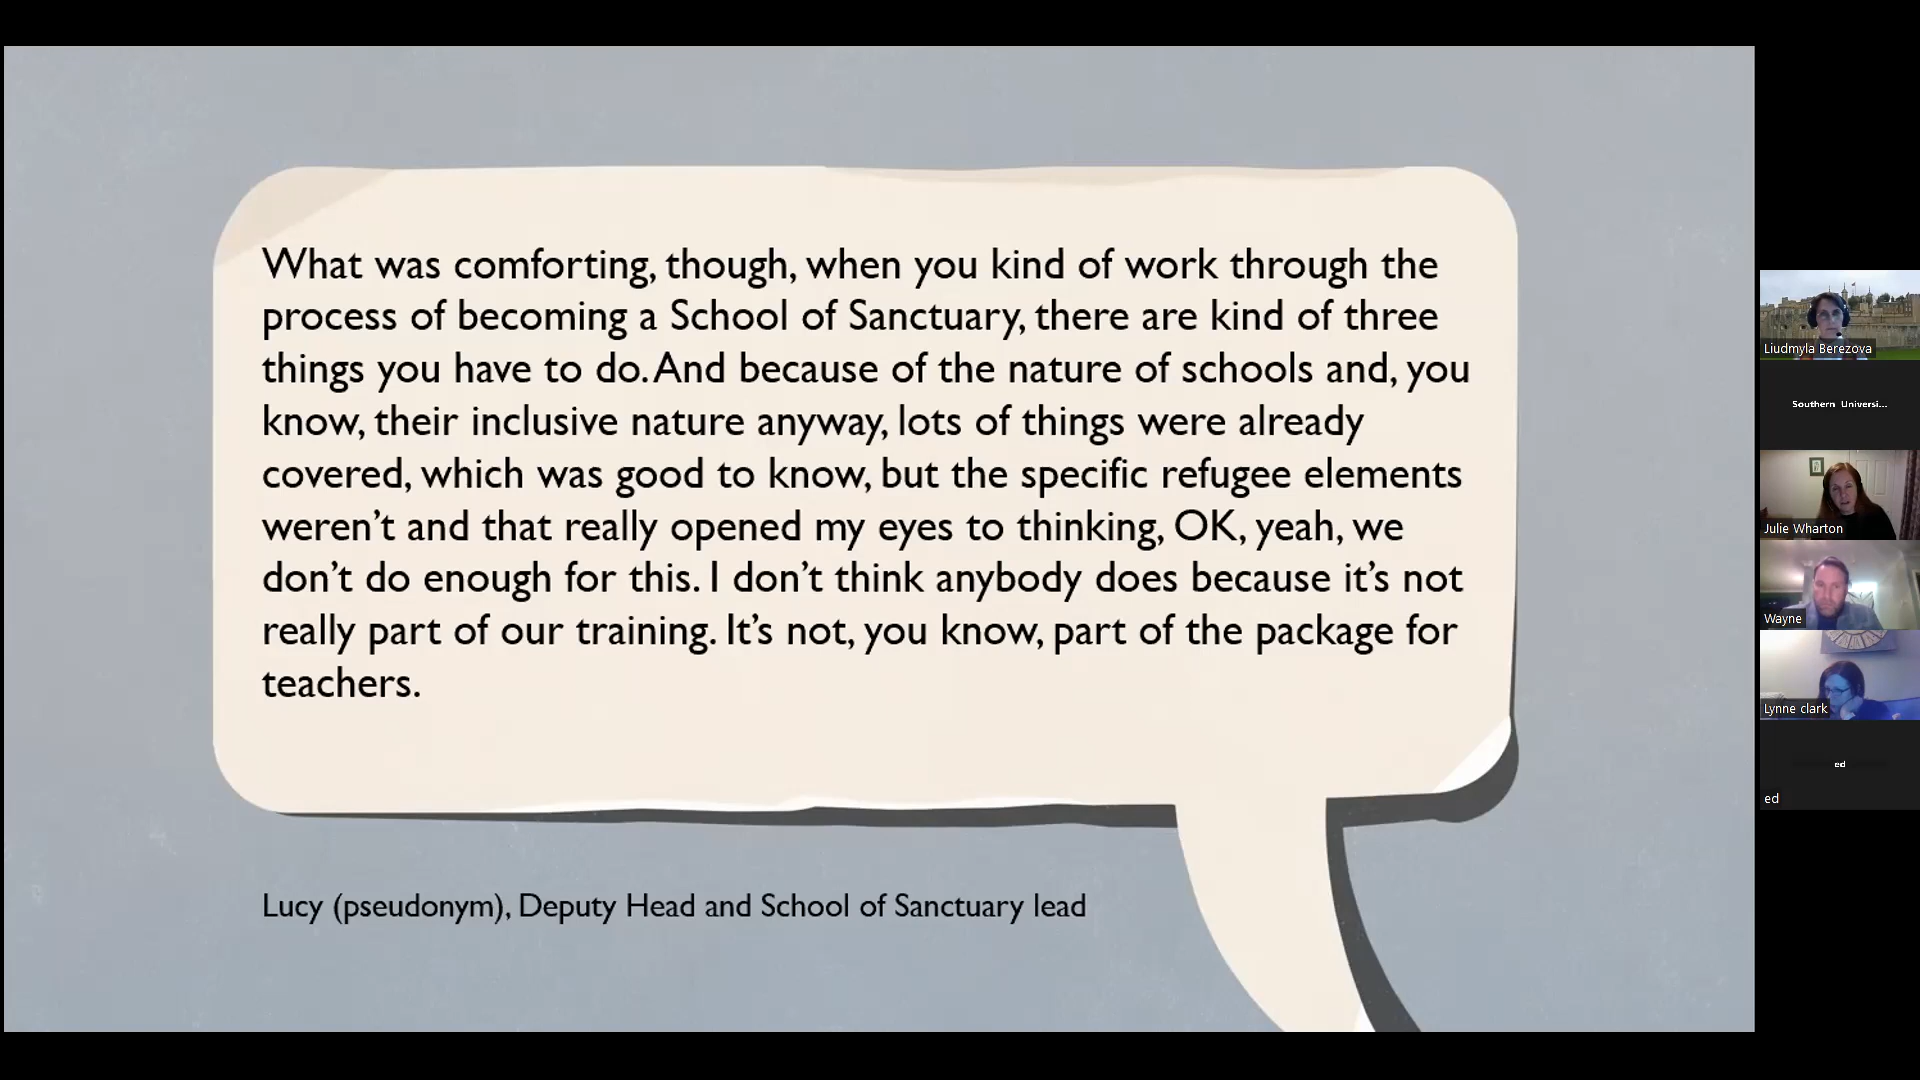 What was comforting, though, when you kind of work through the
process of becoming a School of Sanctuary, there are kind of three
things you have to do. And because of the nature of schools and, you
know, their inclusive nature anyway, lots of things were already
covered, which was good to know, but the specific refugee elements
weren’t and that really opened my eyes to thinking, OK, yeah, we
don’t do enough for this. I don’t think anybody does because it’s not
really part of our training. It’s not, you know, part of the package for
teachers.
Lucy (pseudonym), Deputy Head and School of Sanctuary lead
Liudmyla Berezova
Southern Universi...
Julie Wharton
Wayne
Lynne clark
ed
ed